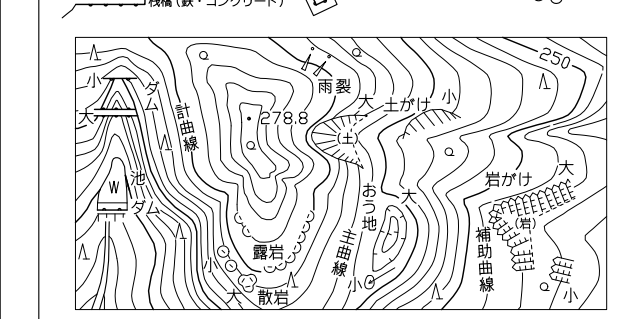 桟橋(鉄・コンクリート)
250
小
ダム
大
計曲線
278.8
雨裂
大
土がけ
小
(土)
池
W
ダム
おう地
大
岩がけ
大
(岩)
主曲線
補助曲線
露岩
小
大
散岩
小
小